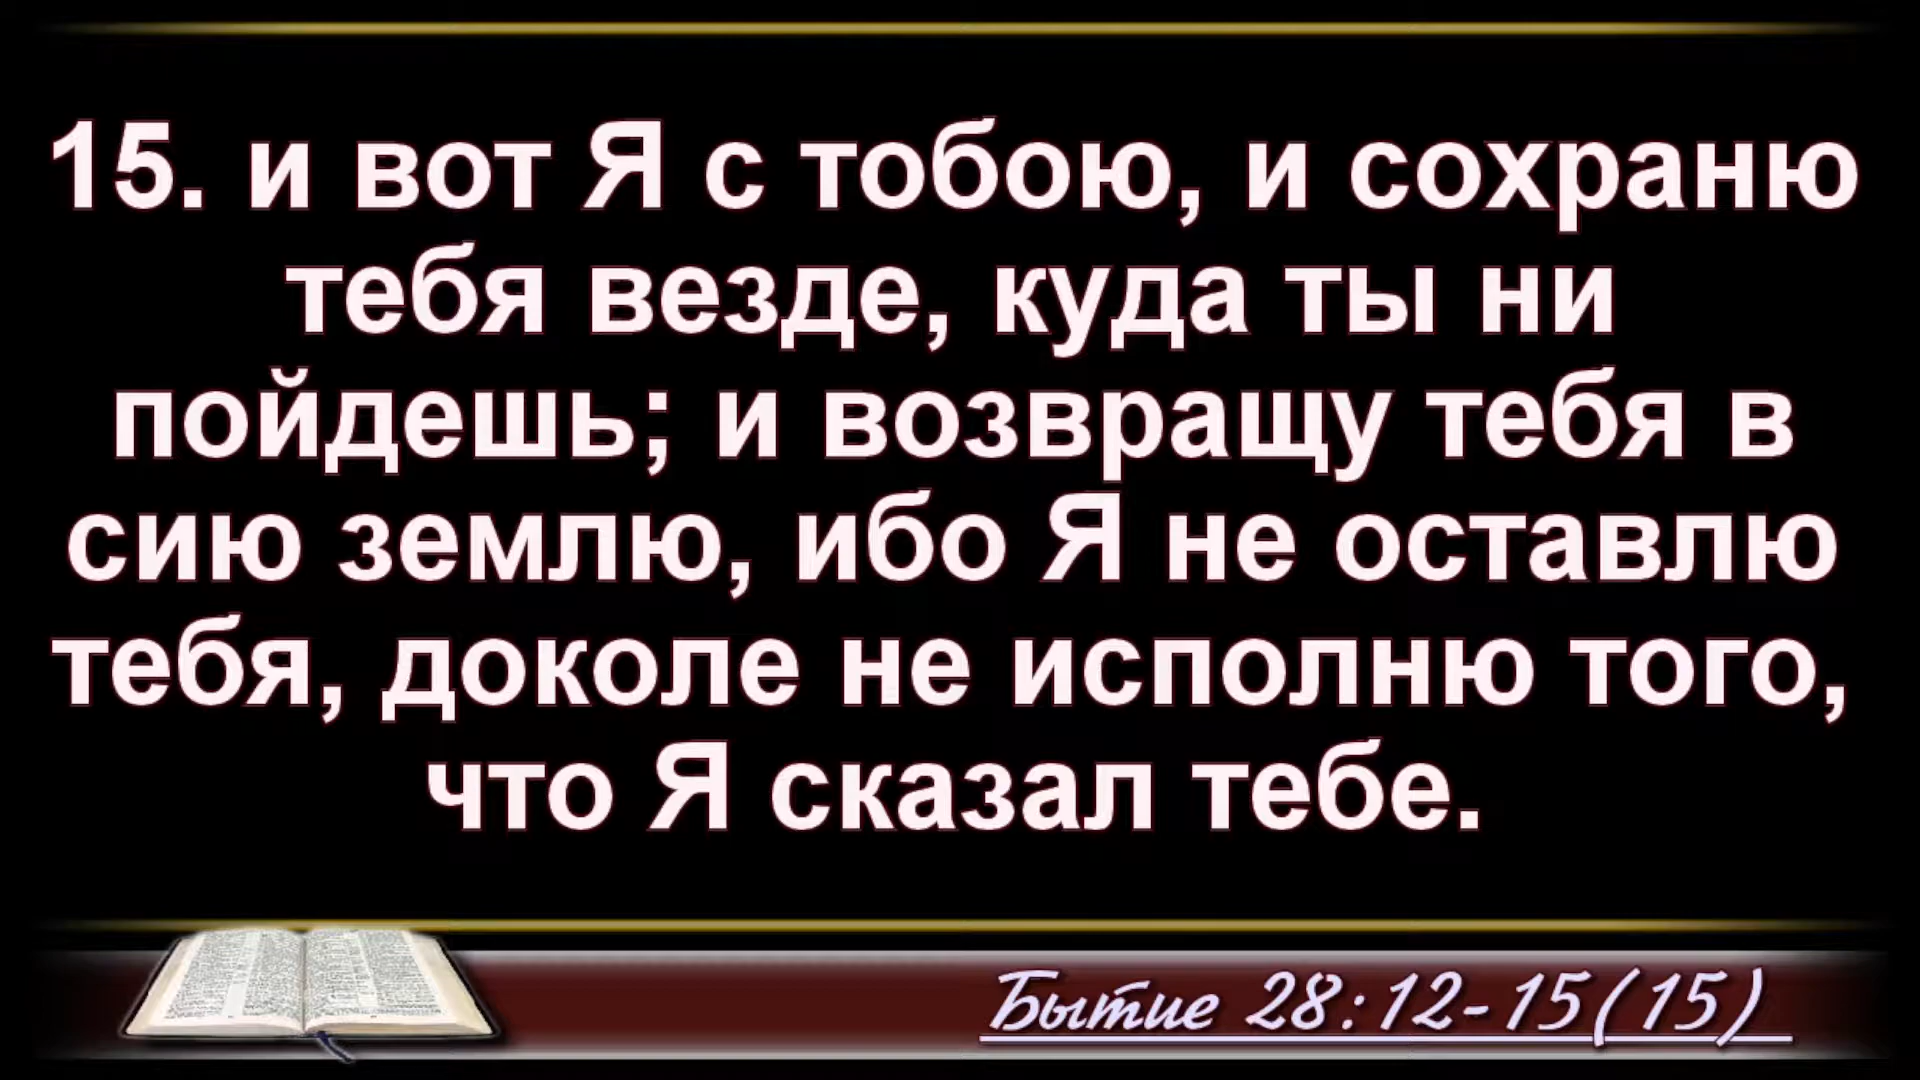 15. и вот Я с тобою, и сохраню
тебя везде, куда ты ни
пойдешь; и возвращу тебя в
сию землю, ибо Я не оставлю
тебя, доколе не исполню того,
что Я сказал тебе.
Бытие 28:12-15(15)